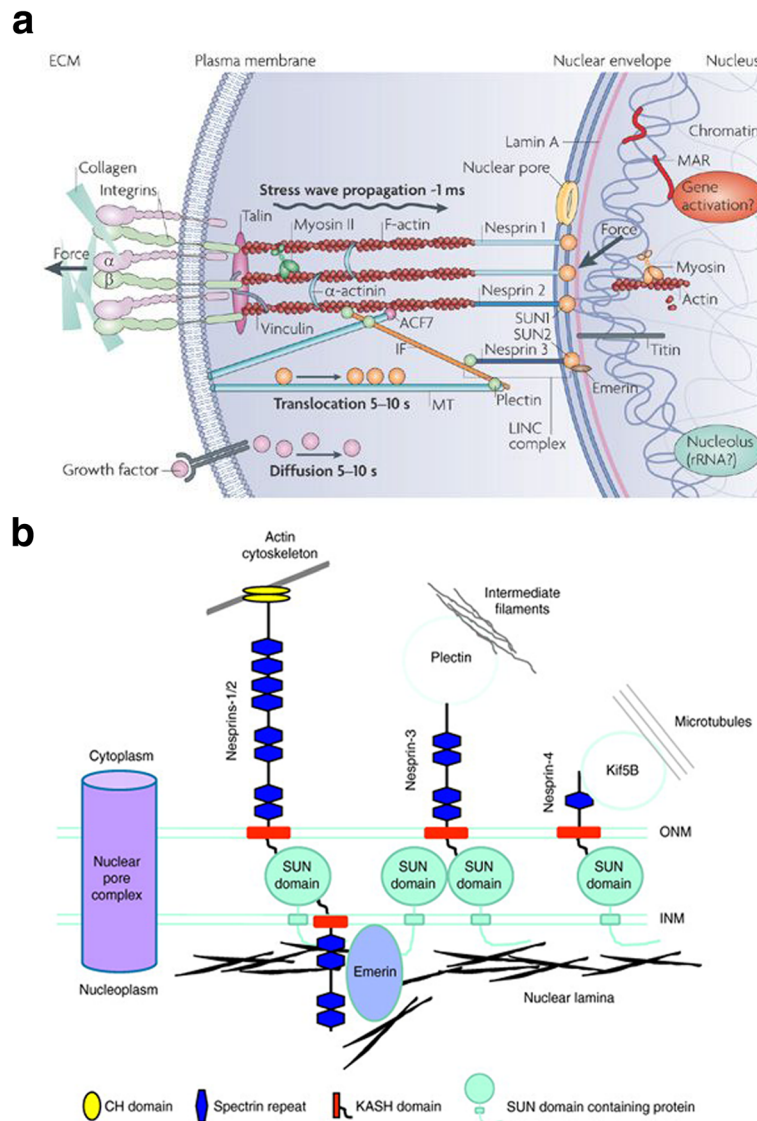 a
ECM
Plasma membrane
Nuclear envelope
Nucleus
Lamin A
Chromatin
Nuclear pore
MAR
Collagen
Integrins
Gene
activation?
Talin
Stress wave propagation ~1 ms
Myosin II
F-actin
Nesprin 1
Force
Force
α
β
Myosin
α-actinin
Nesprin 2
Actin
Vinculin
ACF7
SUN1
SUN2
IF
Nesprin 3
Titin
Emerin
Translocation 5–10 s
MT
Plectin
LINC
complex
Nucleolus
(rRNA?)
Growth factor
Diffusion 5–10 s
b
Actin
cytoskeleton
Intermediate
filaments
Plectin
Nesprins-1/2
Microtubules
Nesprin-3
Kif5B
Nesprin-4
Cytoplasm
ONM
Nuclear
pore
complex
SUN
domain
SUN
domain
SUN
domain
SUN
domain
INM
Emerin
Nucleoplasm
Nuclear lamina
CH domain
Spectrin repeat
KASH domain
SUN domain containing protein